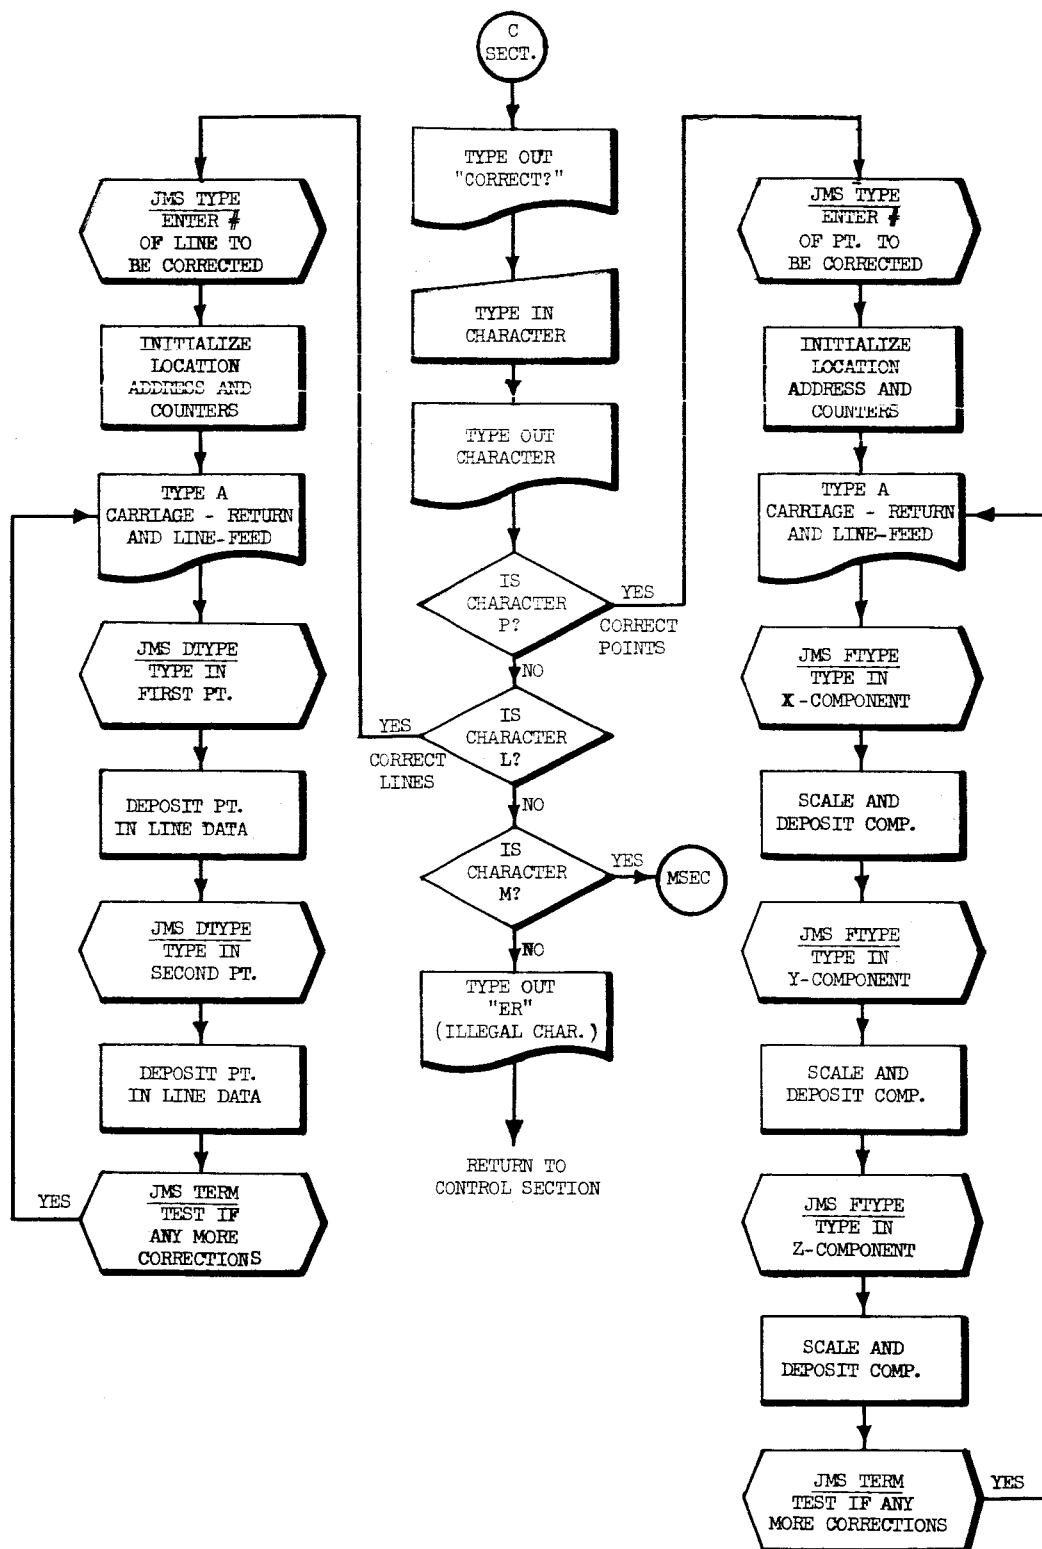 C
SECT.
TYPE OUT
"CORRECT?"
TYPE IN
CHARACTER
TYPE OUT
CHARACTER
IS
CHARACTER
P?
YES
CORRECT
POINTS
NO
IS
CHARACTER
L?
YES
CORRECT
LINES
NO
IS
CHARACTER
M?
YES
MSEC
NO
TYPE OUT
"ER"
(ILLEGAL CHAR.)
RETURN TO
CONTROL SECTION
JMS TYPE
ENTER #
OF LINE TO
BE CORRECTED
INITIALIZE
LOCATION
ADDRESS AND
COUNTERS
TYPE A
CARRIAGE - RETURN
AND LINE-FEED
JMS DTYPE
TYPE IN
FIRST PT.
DEPOSIT PT.
IN LINE DATA
JMS DTYPE
TYPE IN
SECOND PT.
DEPOSIT PT.
IN LINE DATA
JMS TERM
TEST IF
ANY MORE
CORRECTIONS
YES
JMS TYPE
ENTER #
OF PT. TO
BE CORRECTED
INITIALIZE
LOCATION
ADDRESS AND
COUNTERS
TYPE A
CARRIAGE - RETURN
AND LINE-FEED
JMS FTYPE
TYPE IN
X-COMPONENT
SCALE AND
DEPOSIT COMP.
JMS FTYPE
TYPE IN
Y-COMPONENT
SCALE AND
DEPOSIT COMP.
JMS FTYPE
TYPE IN
Z-COMPONENT
SCALE AND
DEPOSIT COMP.
JMS TERM
TEST IF ANY
MORE CORRECTIONS
YES